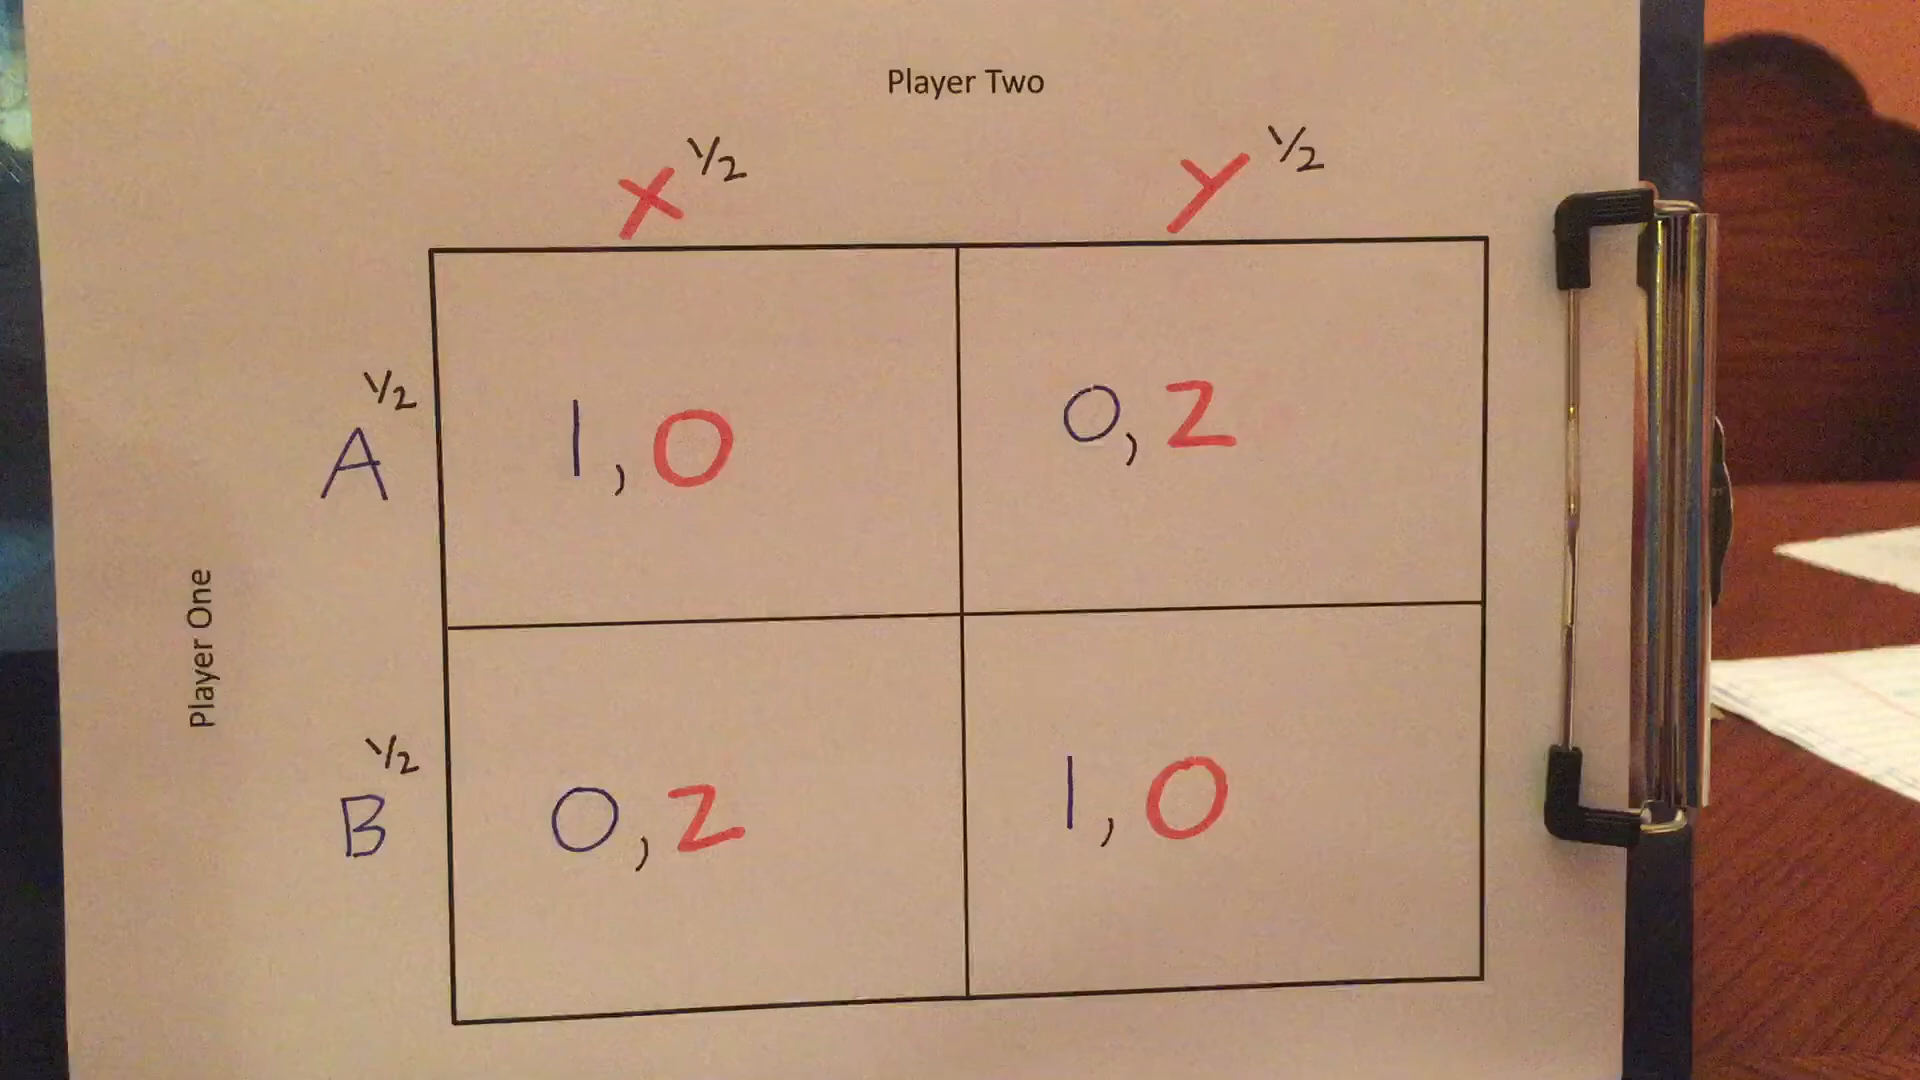 Player Two
X 1/2 Y 1/2
A 1/2 1,0 0,2
Player One
B 1/2 0,2 1,0